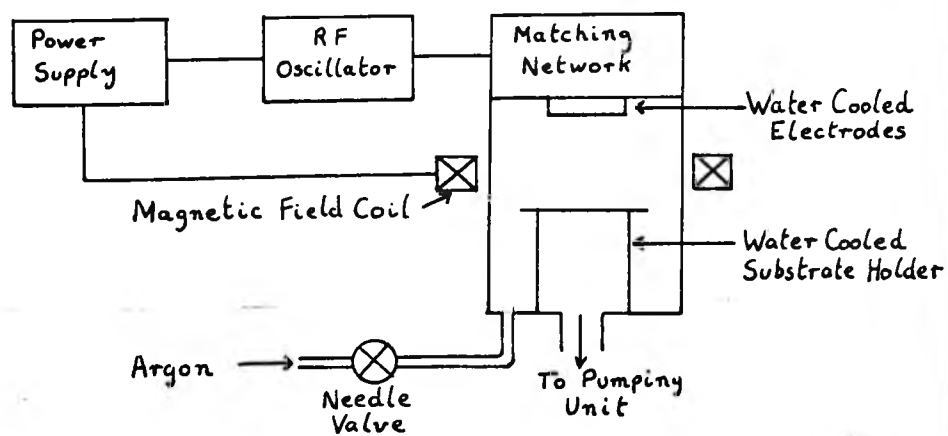 Power
Supply
RF
Oscillator
Matching
Network
Water Cooled
Electrodes
Magnetic Field Coil
Water Cooled
Substrate Holder
Argon
Needle
Valve
To Pumping
Unit